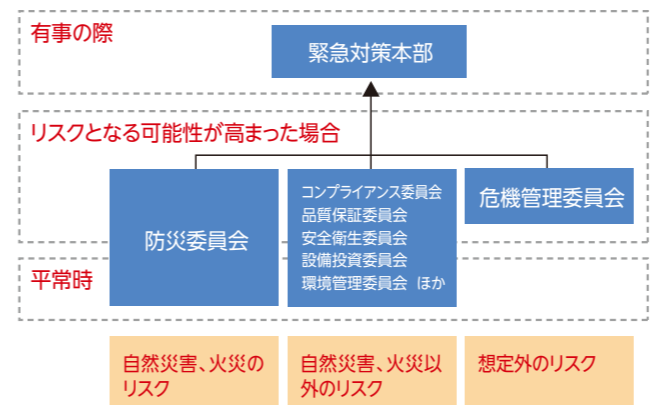 有事の際
緊急対策本部
リスクとなる可能性が高まった場合
防災委員会
コンプライアンス委員会
品質保証委員会
安全衛生委員会
設備投資委員会
環境管理委員会 ほか
危機管理委員会
平常時
自然災害、火災の
リスク
自然災害、火災以
外のリスク
想定外のリスク